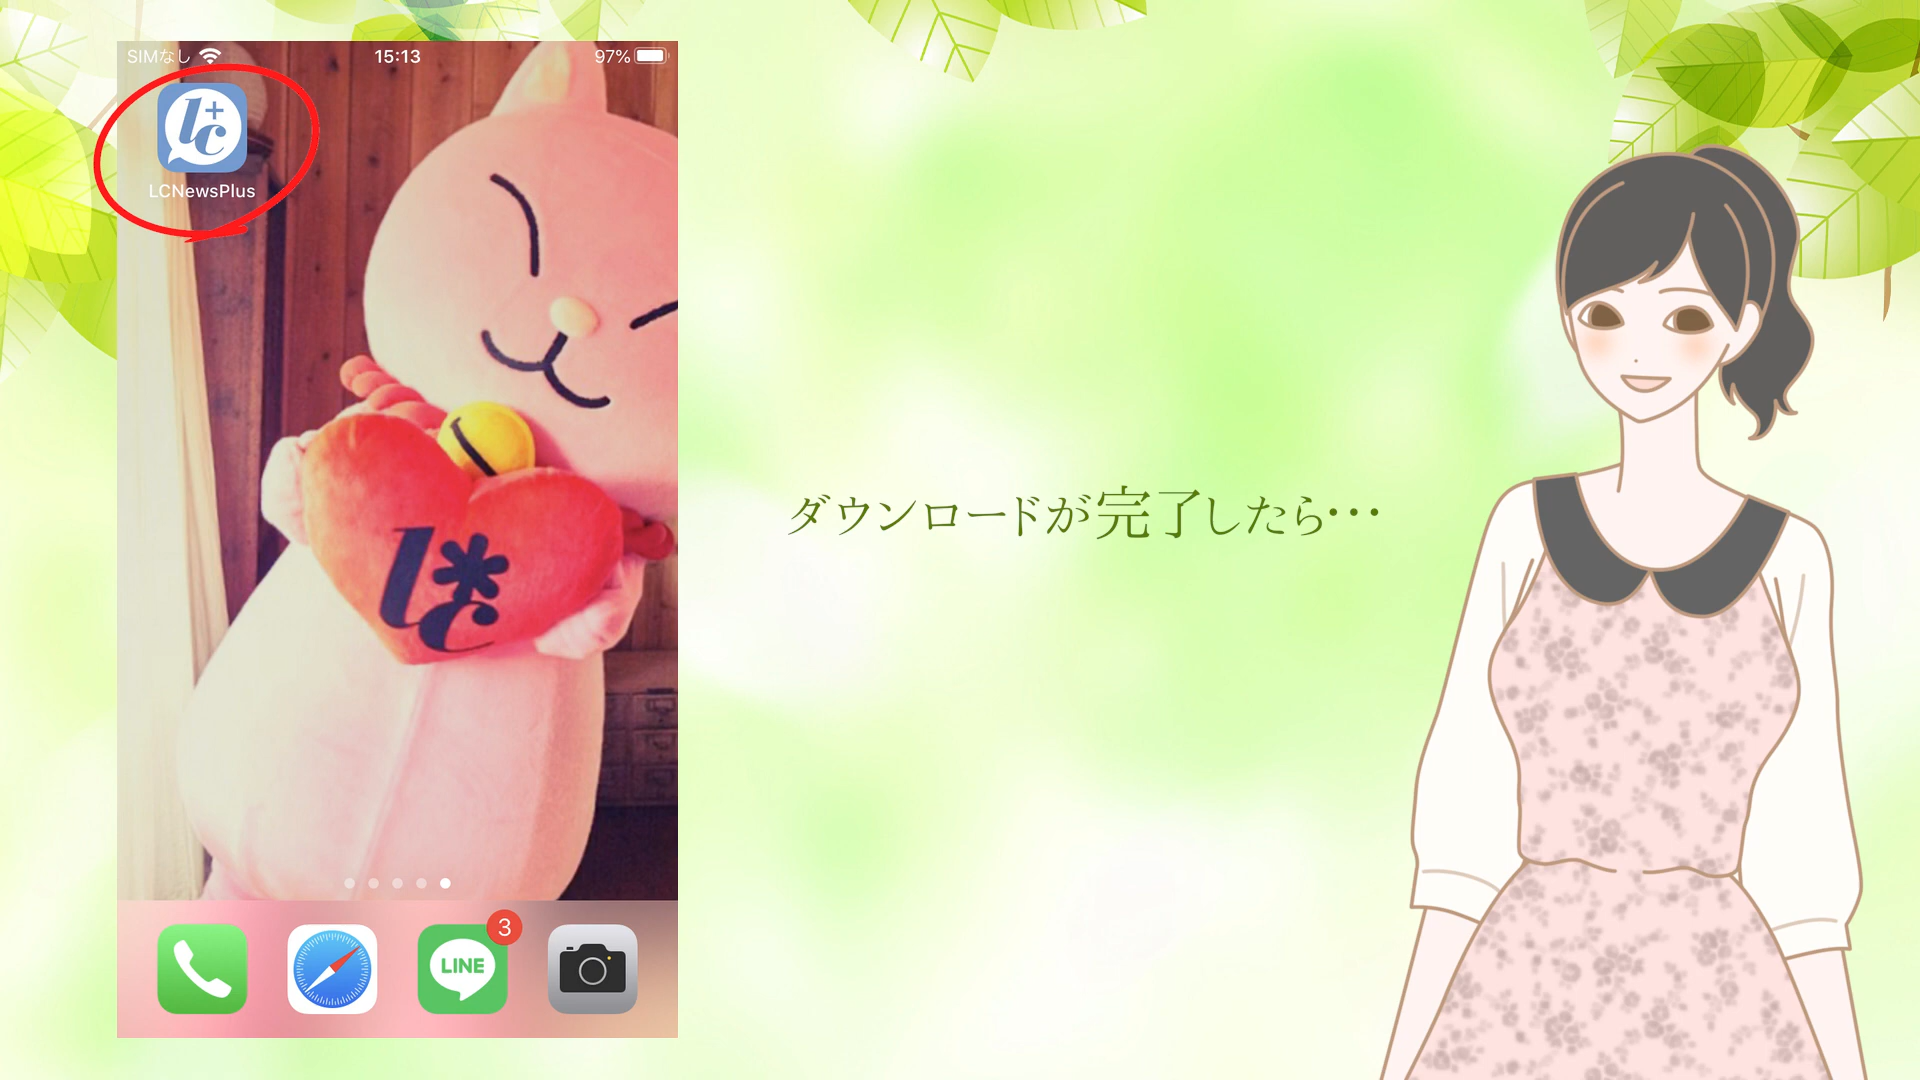 SIMなし 15:13 97%
l+c
LCNewsPlus
l*c
ダウンロードが完了したら・・・
3
LINE